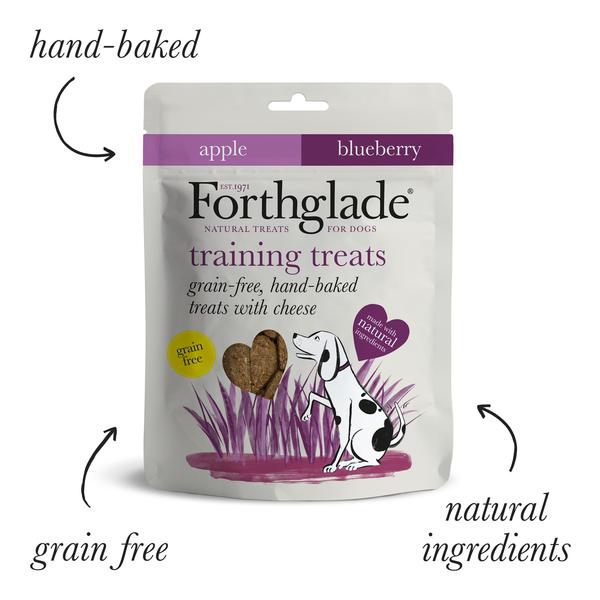 hand-baked
apple
blueberry
EST.1971
Forthglade®
NATURAL TREATS FOR DOGS
training treats
grain-free, hand-baked
treats with cheese
made with
natural
ingredients
grain
free
grain free
natural
ingredients